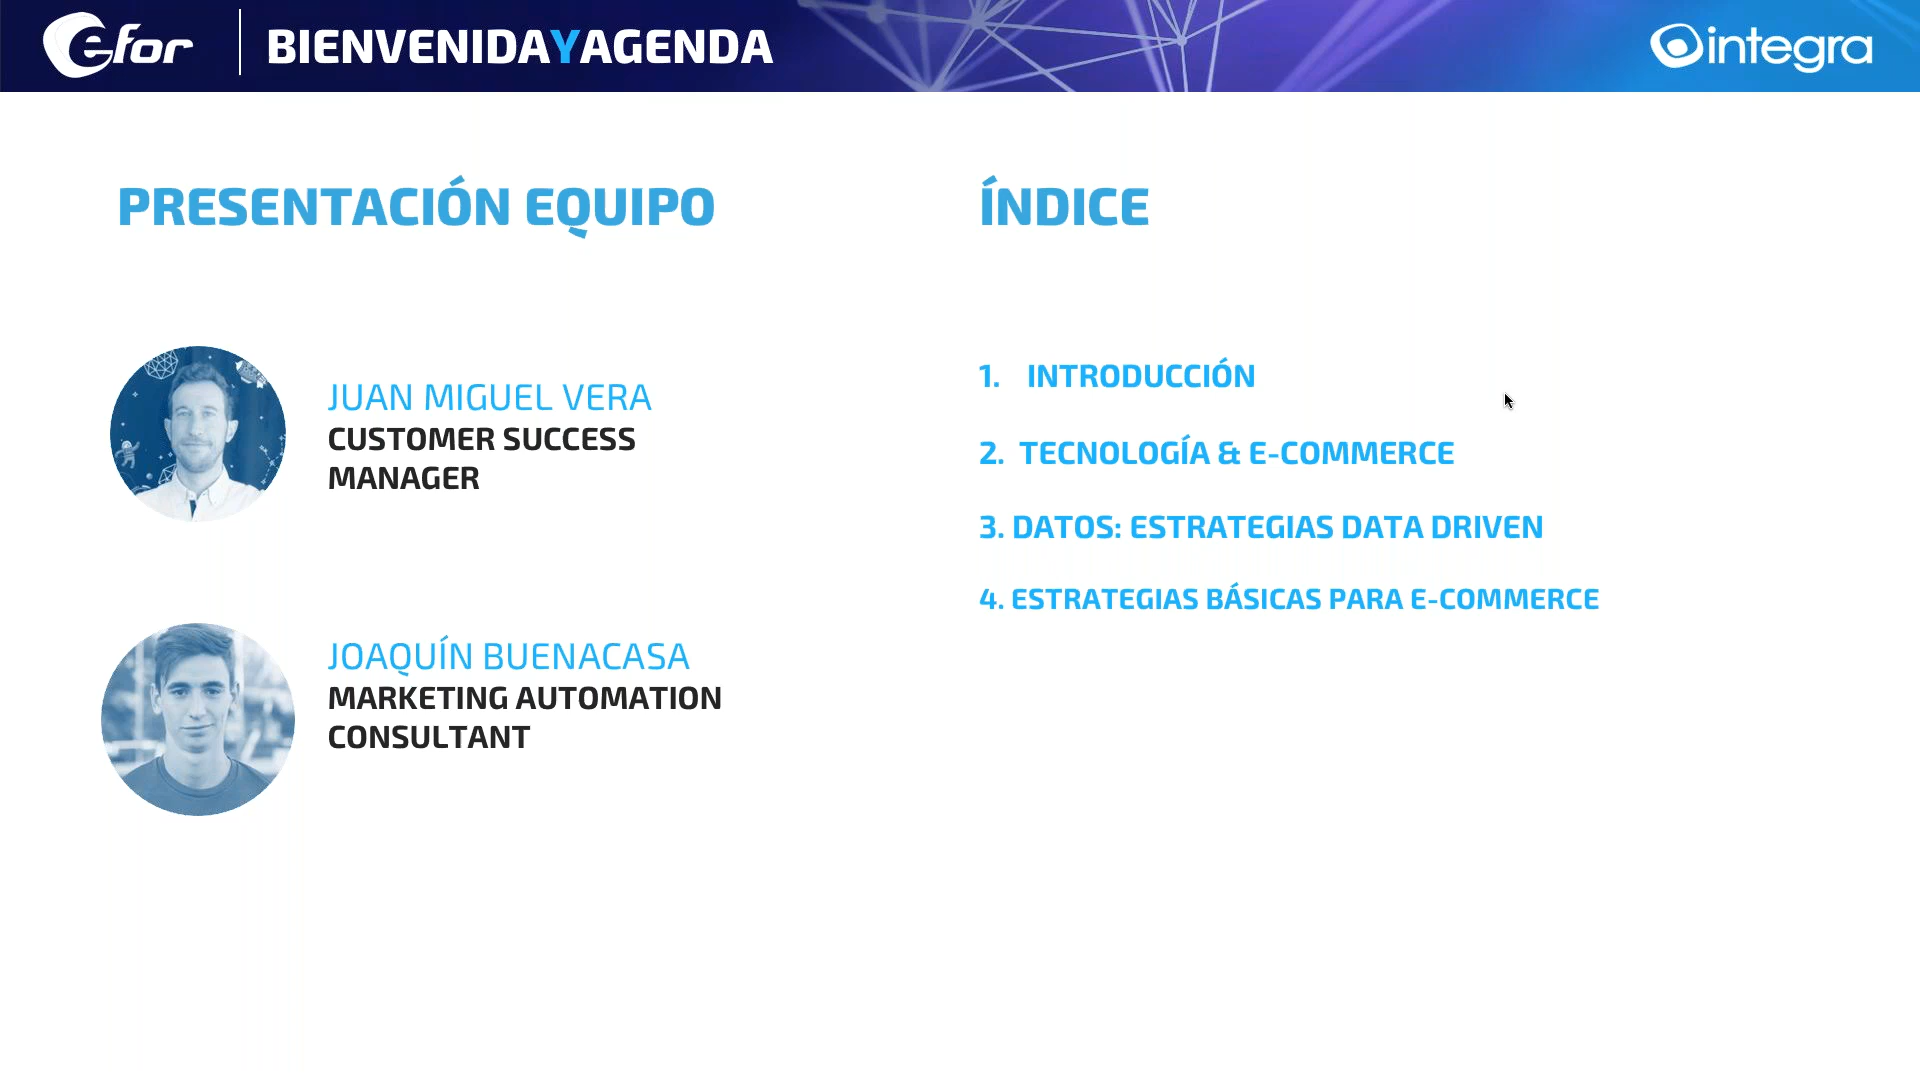 efor
BIENVENIDAYAGENDA
integra
PRESENTACIÓN EQUIPO
JUAN MIGUEL VERA
CUSTOMER SUCCESS
MANAGER
JOAQUÍN BUENACASA
MARKETING AUTOMATION
CONSULTANT
ÍNDICE
1. INTRODUCCIÓN
2. TECNOLOGÍA & E-COMMERCE
3. DATOS: ESTRATEGIAS DATA DRIVEN
4. ESTRATEGIAS BÁSICAS PARA E-COMMERCE